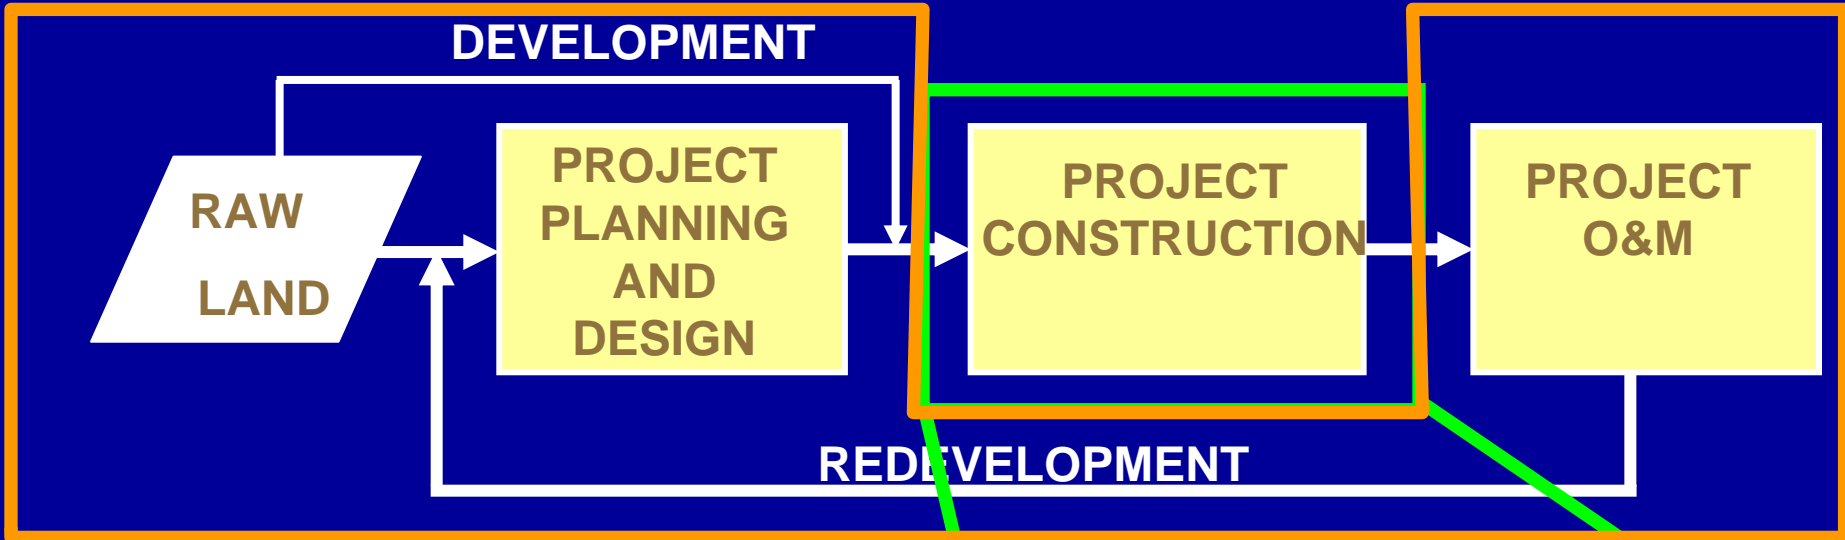 DEVELOPMENT
RAW
LAND
PROJECT
PLANNING
AND
DESIGN
PROJECT
CONSTRUCTION
PROJECT
O&M
REDEVELOPMENT